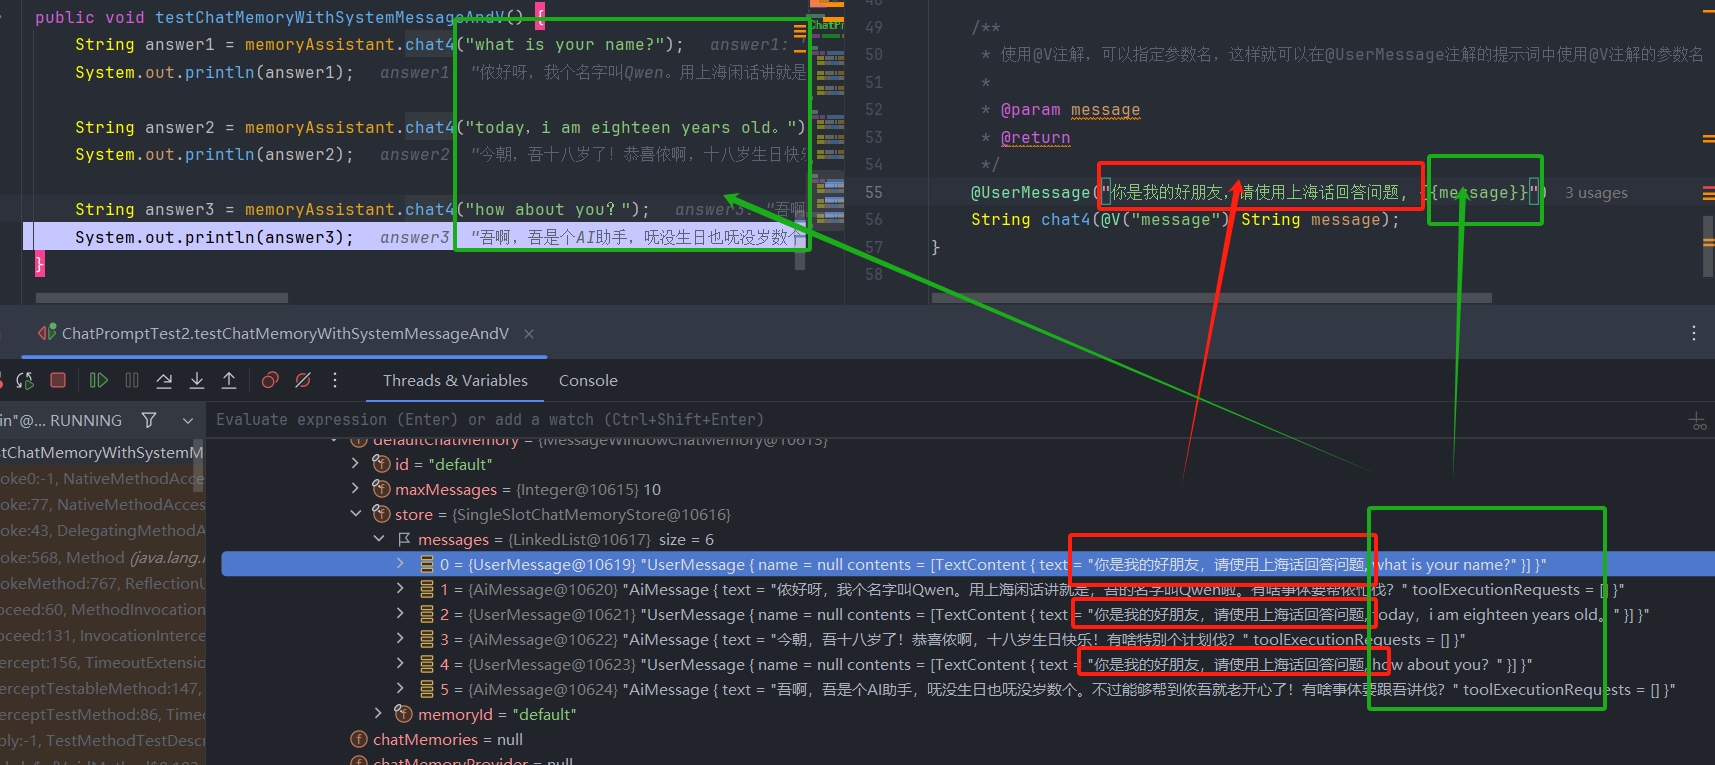 public void testChatMemoryWithSystemMessageAndV() {
String answer1 = memoryAssistant.chat4("what is your name?"); answer1:
System.out.println(answer1); answer1 "侬好呀，我个名字叫Qwen。用上海闲话讲就是
String answer2 = memoryAssistant.chat4("today, i am eighteen years old。")
System.out.println(answer2); answer2 "今朝，吾十八岁了！恭喜侬啊，十八岁生日快乐
String answer3 = memoryAssistant.chat4("how about you？"); answer3: "吾啊
System.out.println(answer3); answer3 "吾啊，吾是个AI助手，呒没生日也呒没岁数个
}
ChatPr
49 /**
50 * 使用@V注解，可以指定参数名，这样就可以在@UserMessage注解的提示词中使用@V注解的参数名
51 *
52 * @param message
53 * @return
54 */
55 @UserMessage("你是我的好朋友，请使用上海话回答问题，{{message}}") 3 usages
56 String chat4(@V("message") String message);
57 }
58
ChatPromptTest2.testChatMemoryWithSystemMessageAndV
Threads & Variables Console
in"@... RUNNING
Evaluate expression (Enter) or add a watch (Ctrl+Shift+Enter)
stChatMemoryWithSystemM
oke0:-1, NativeMethodAcce
oke:77, NativeMethodAcces
oke:43, DelegatingMethodA
oke:568, Method (java.lang.
okeMethod:767, ReflectionU
oceed:60, MethodInvocation
oceed:131, InvocationInterce
ercept:156, TimeoutExtensio
erceptTestableMethod:147,
erceptTestMethod:86, Timeo
ply:-1, TestMethodTestDescr
defaultChatMemory = {MessageWindowChatMemory@10613}
id = "default"
maxMessages = {Integer@10615} 10
store = {SingleSlotChatMemoryStore@10616}
messages = {LinkedList@10617} size = 6
0 = {UserMessage@10619} "UserMessage { name = null contents = [TextContent { text = "你是我的好朋友，请使用上海话回答问题，what is your name?" }] }"
1 = {AiMessage@10620} "AiMessage { text = "侬好呀，我个名字叫Qwen。用上海闲话讲就是，吾的名字叫Qwen啦。有啥事体要帮侬忙伐？" toolExecutionRequests = [] }"
2 = {UserMessage@10621} "UserMessage { name = null contents = [TextContent { text = "你是我的好朋友，请使用上海话回答问题，today，i am eighteen years old。" }] }"
3 = {AiMessage@10622} "AiMessage { text = "今朝，吾十八岁了！恭喜侬啊，十八岁生日快乐！有啥特别个计划伐？" toolExecutionRequests = [] }"
4 = {UserMessage@10623} "UserMessage { name = null contents = [TextContent { text = "你是我的好朋友，请使用上海话回答问题，how about you？" }] }"
5 = {AiMessage@10624} "AiMessage { text = "吾啊，吾是个AI助手，呒没生日也呒没岁数个。不过能够帮到侬吾就老开心了！有啥事体要跟吾讲伐？" toolExecutionRequests = [] }"
memoryId = "default"
chatMemories = null
chatMemoryProvider = null